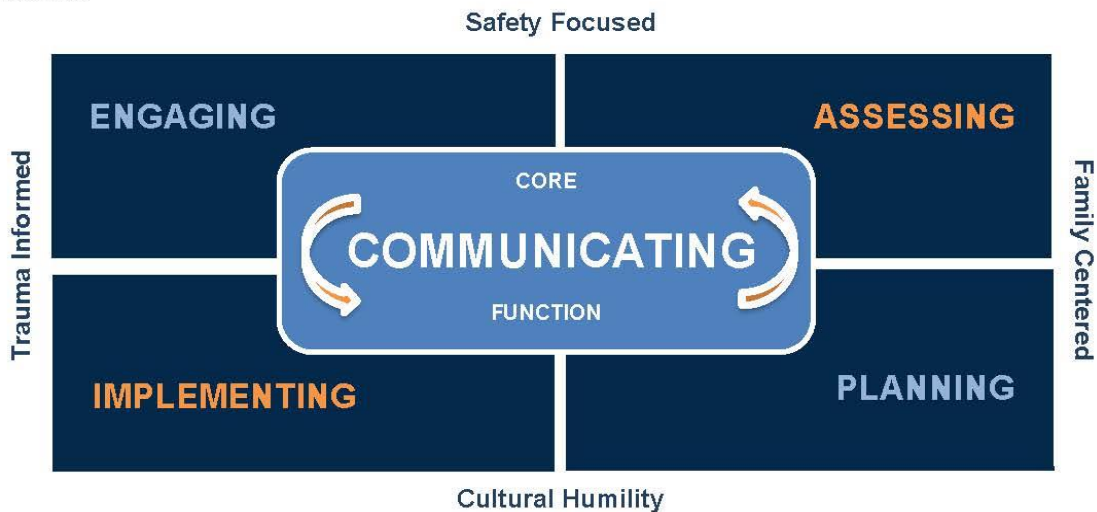 Safety Focused
ENGAGING
ASSESSING
Trauma Informed
CORE
COMMUNICATING
FUNCTION
Family Centered
IMPLEMENTING
PLANNING
Cultural Humility